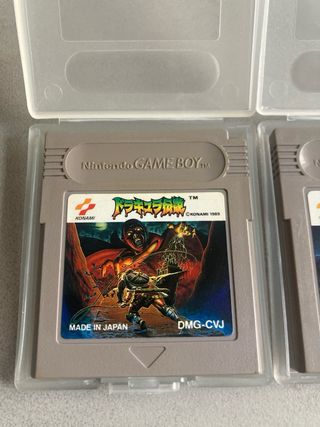 Nintendo GAME BOY TM
KONAMI
ドラキュラ伝説 TM
©KONAMI 1989
MADE IN JAPAN
DMG-CVJ